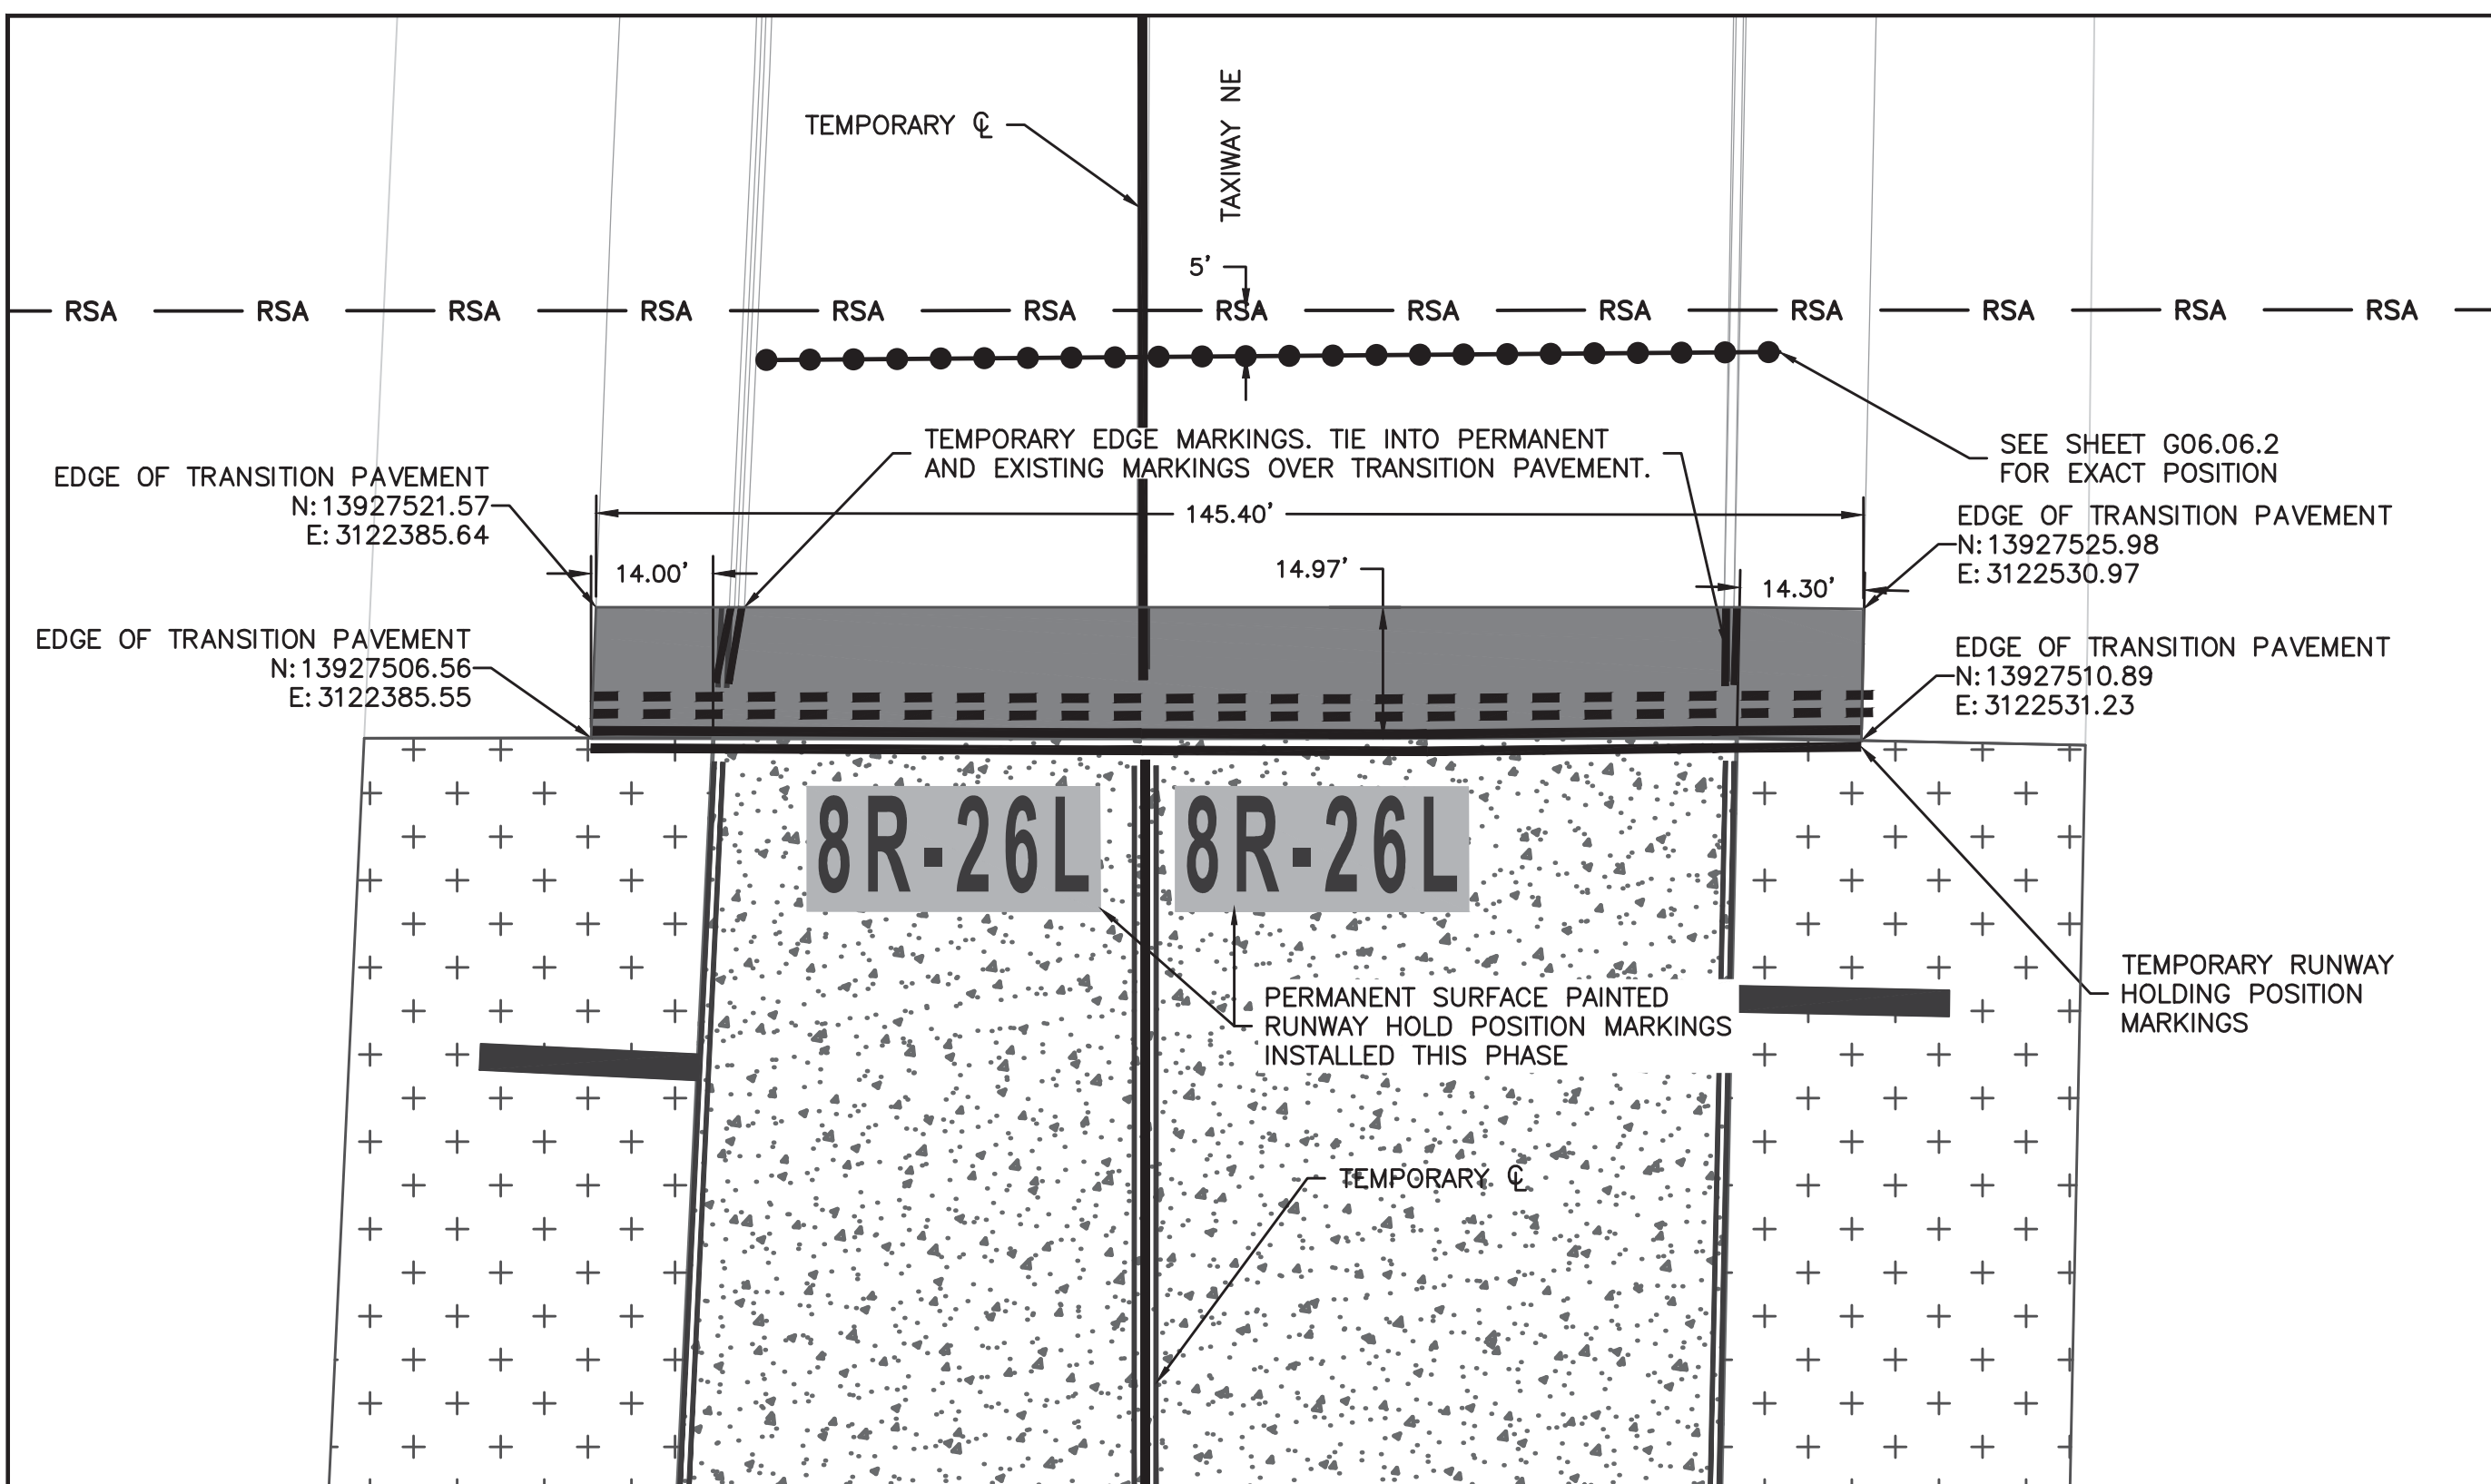 TEMPORARY ℄
TAXIWAY NE
5'
RSA RSA RSA RSA RSA RSA RSA RSA RSA RSA RSA RSA RSA
TEMPORARY EDGE MARKINGS. TIE INTO PERMANENT
AND EXISTING MARKINGS OVER TRANSITION PAVEMENT.
SEE SHEET G06.06.2
FOR EXACT POSITION
EDGE OF TRANSITION PAVEMENT
N:13927521.57
E:3122385.64
145.40'
EDGE OF TRANSITION PAVEMENT
N:13927525.98
E:3122530.97
14.00'
14.97'
14.30'
EDGE OF TRANSITION PAVEMENT
N:13927506.56
E:3122385.55
EDGE OF TRANSITION PAVEMENT
N:13927510.89
E:3122531.23
8R-26L 8R-26L
PERMANENT SURFACE PAINTED
RUNWAY HOLD POSITION MARKINGS
INSTALLED THIS PHASE
TEMPORARY RUNWAY
HOLDING POSITION
MARKINGS
TEMPORARY ℄